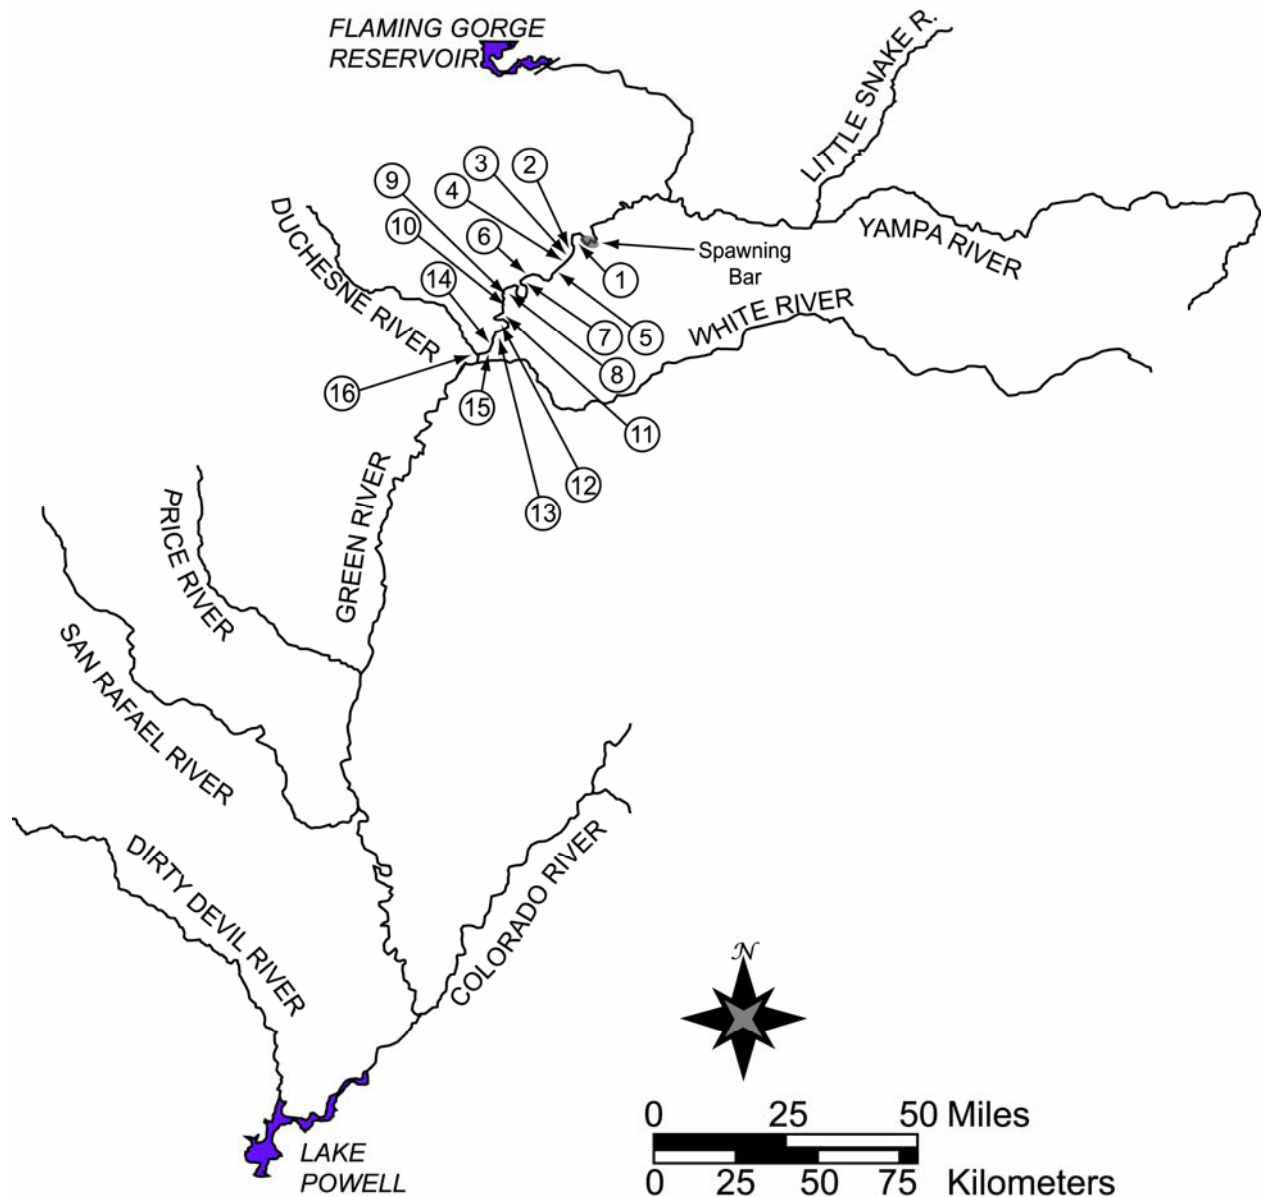 FLAMING GORGE
RESERVOIR
LITTLE SNAKE R.
3
2
9
4
DUCHESNE RIVER
10
6
YAMPA RIVER
Spawning
Bar
1
14
WHITE RIVER
7
5
16
8
15
11
12
13
GREEN RIVER
PRICE RIVER
SAN RAFAEL RIVER
DIRTY DEVIL RIVER
COLORADO RIVER
N
0 25 50 Miles
0 25 50 75 Kilometers
LAKE
POWELL